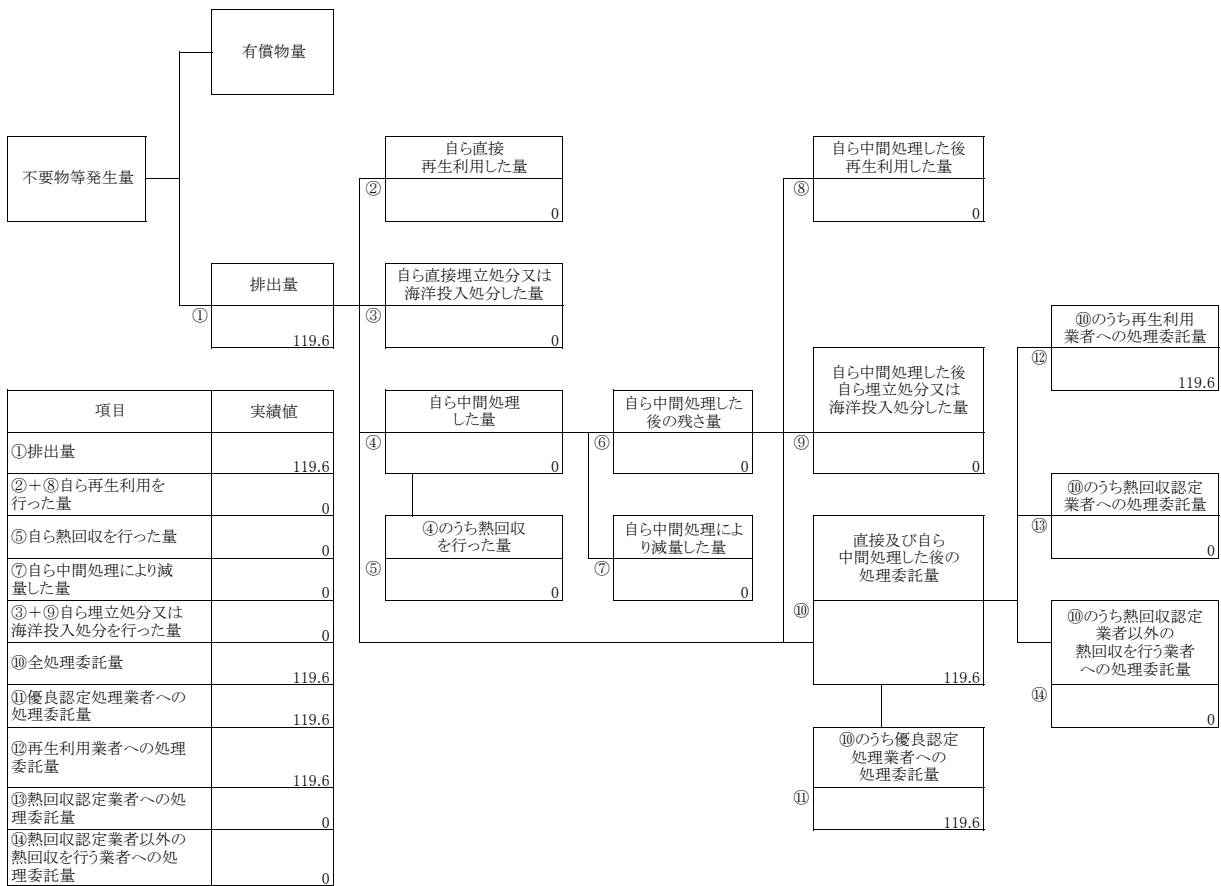 有償物量
不要物等発生量
排出量
①
119.6
自ら直接
再生利用した量
②
0
自ら直接埋立処分又は
海洋投入処分した量
③
0
自ら中間処理
した量
④
0
④のうち熱回収
を行った量
⑤
0
自ら中間処理した
後の残さ量
⑥
0
自ら中間処理によ
り減量した量
⑦
0
自ら中間処理した後
再生利用した量
⑧
0
自ら中間処理した後
自ら埋立処分又は
海洋投入処分した量
⑨
0
直接及び自ら
中間処理した後の
処理委託量
⑩
119.6
⑩のうち優良認定
処理業者への
処理委託量
⑪
119.6
⑩のうち再生利用
業者への処理委託量
⑫
119.6
⑩のうち熱回収認定
業者への処理委託量
⑬
0
⑩のうち熱回収認定
業者以外の
熱回収を行う業者
への処理委託量
⑭
0
項目 実績値
①排出量
119.6
②+⑧自ら再生利用を
行った量
0
⑤自ら熱回収を行った量
0
⑦自ら中間処理により減
量した量
0
③+⑨自ら埋立処分又は
海洋投入処分を行った量
0
⑩全処理委託量
119.6
⑪優良認定処理業者への
処理委託量
119.6
⑫再生利用業者への処理
委託量
119.6
⑬熱回収認定業者への処
理委託量
0
⑭熱回収認定業者以外の
熱回収を行う業者への処
理委託量
0